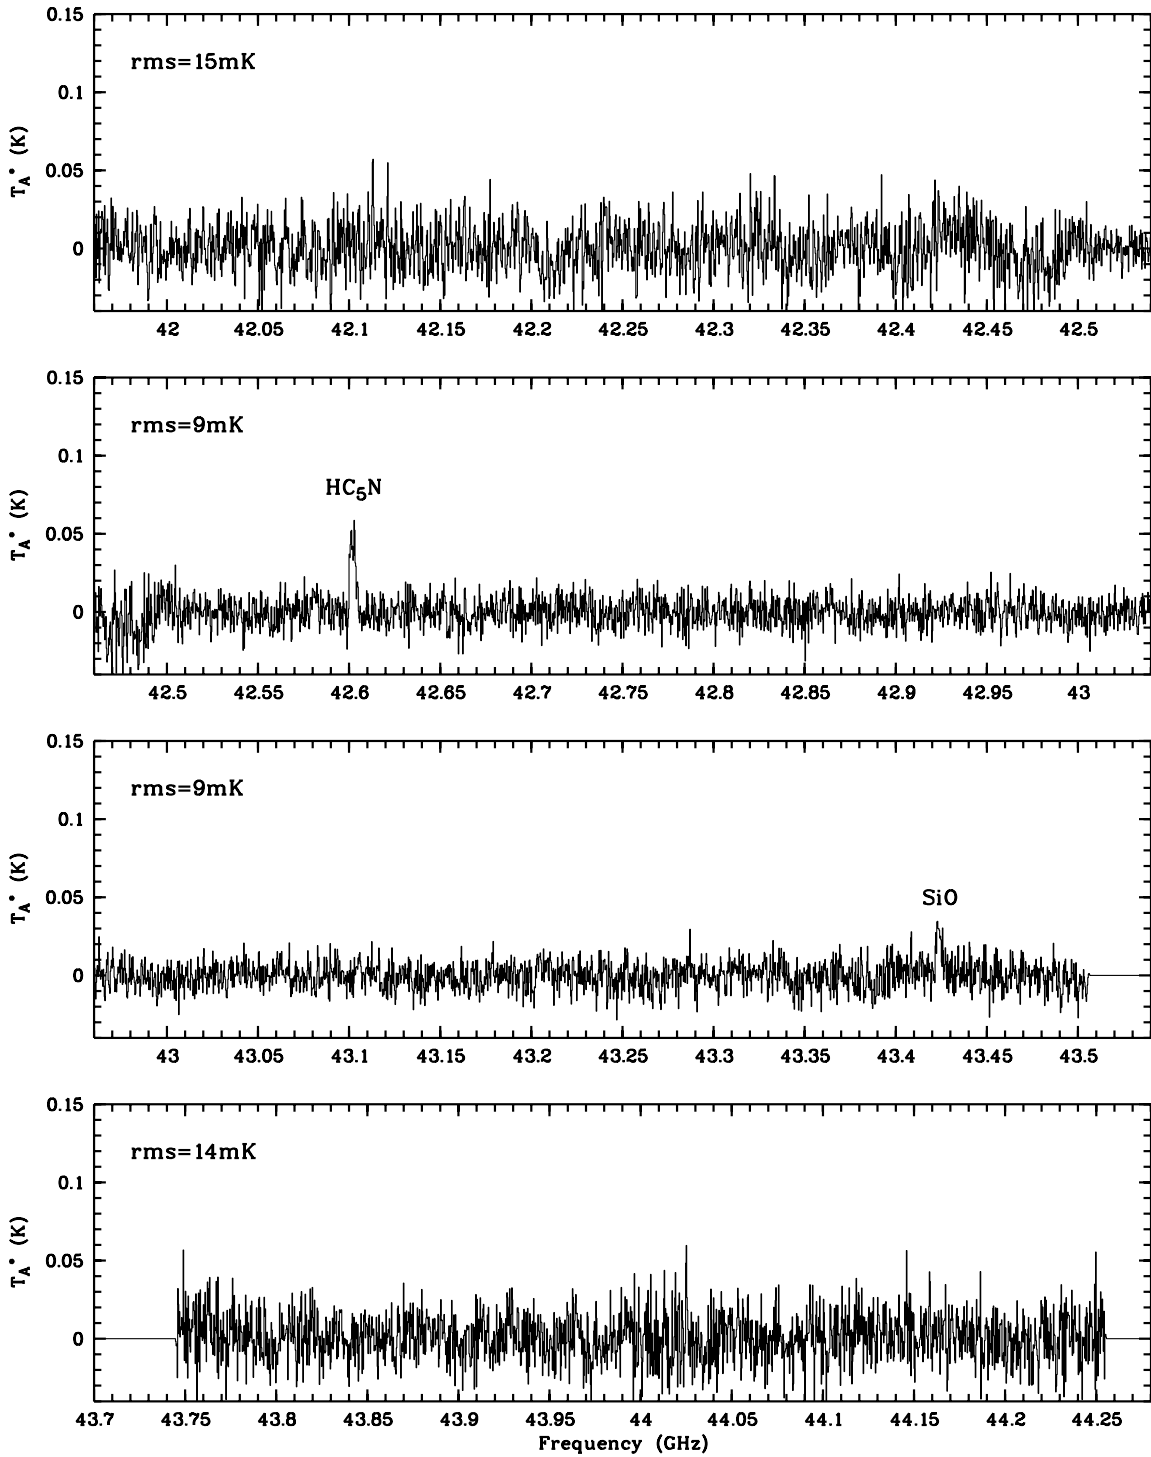 0.15
rms=15mK
0.1
T_A* (K)
0.05
0
42 42.05 42.1 42.15 42.2 42.25 42.3 42.35 42.4 42.45 42.5
0.15
rms=9mK
0.1
HC5N
T_A* (K)
0.05
0
42.5 42.55 42.6 42.65 42.7 42.75 42.8 42.85 42.9 42.95 43
0.15
rms=9mK
0.1
SiO
T_A* (K)
0.05
0
43 43.05 43.1 43.15 43.2 43.25 43.3 43.35 43.4 43.45 43.5
0.15
rms=14mK
0.1
T_A* (K)
0.05
0
43.7 43.75 43.8 43.85 43.9 43.95 44 44.05 44.1 44.15 44.2 44.25
Frequency (GHz)